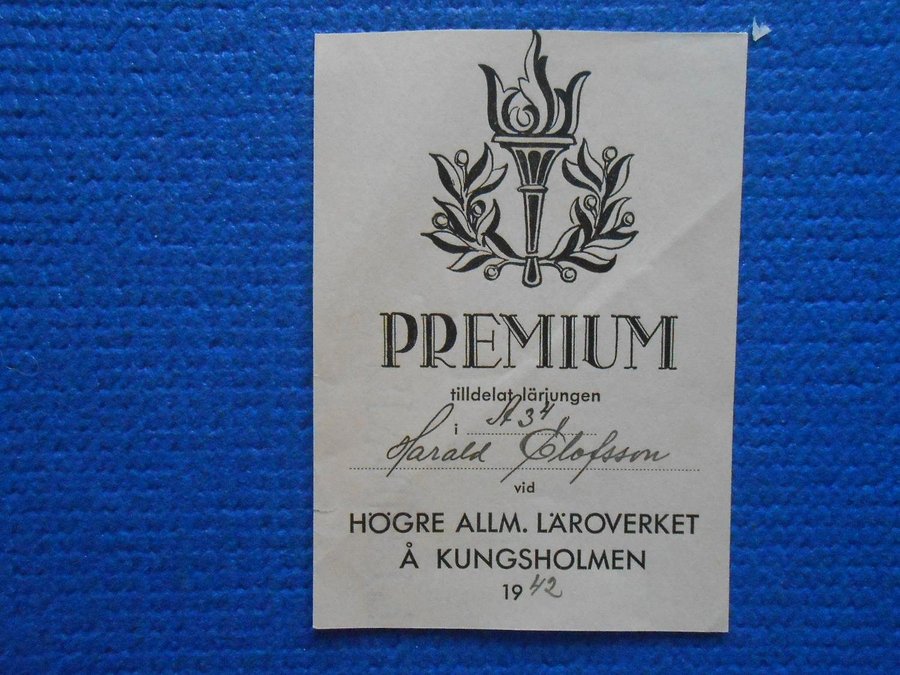 PREMIUM
tilldelat lärjungen
i A 3⁴
Harald Olofsson
vid
HÖGRE ALLM. LÄROVERKET
Å KUNGSHOLMEN
1942